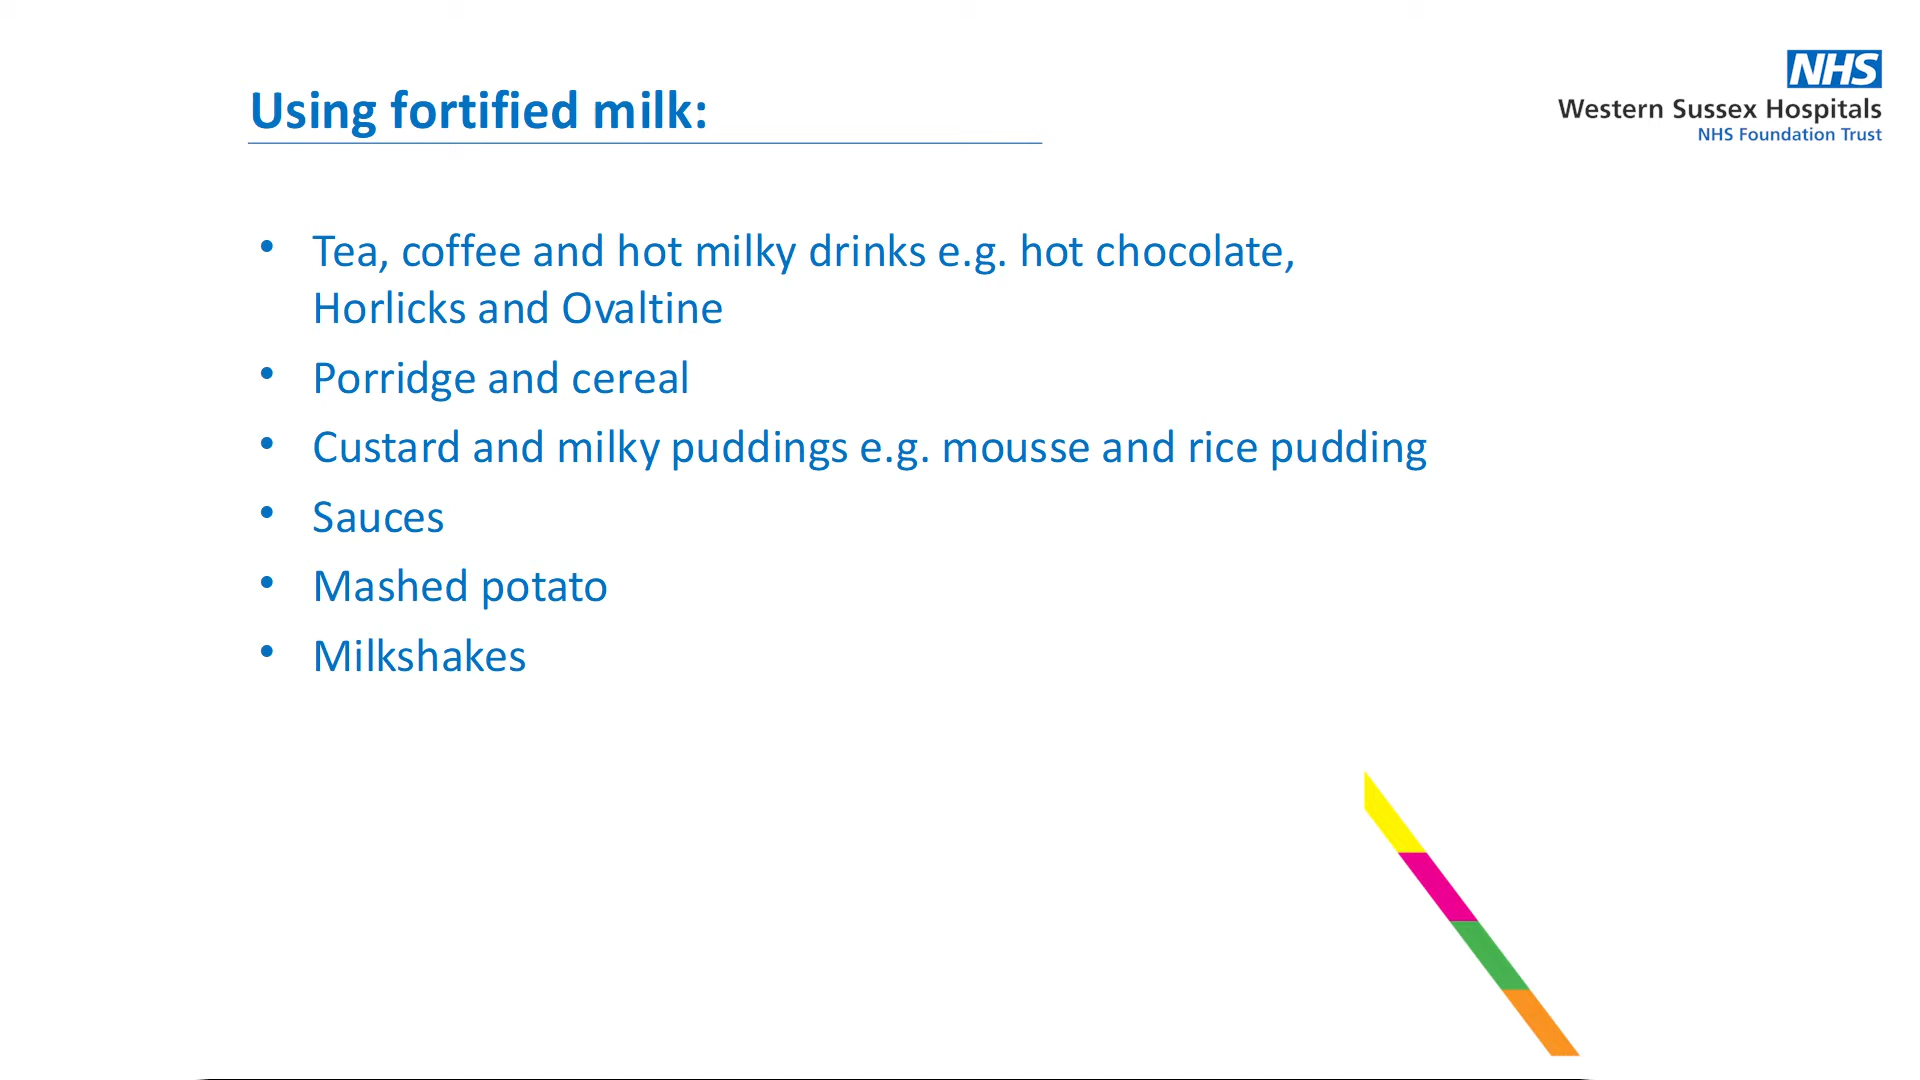 Using fortified milk:
NHS
Western Sussex Hospitals
NHS Foundation Trust
• Tea, coffee and hot milky drinks e.g. hot chocolate,
Horlicks and Ovaltine
• Porridge and cereal
• Custard and milky puddings e.g. mousse and rice pudding
• Sauces
• Mashed potato
• Milkshakes